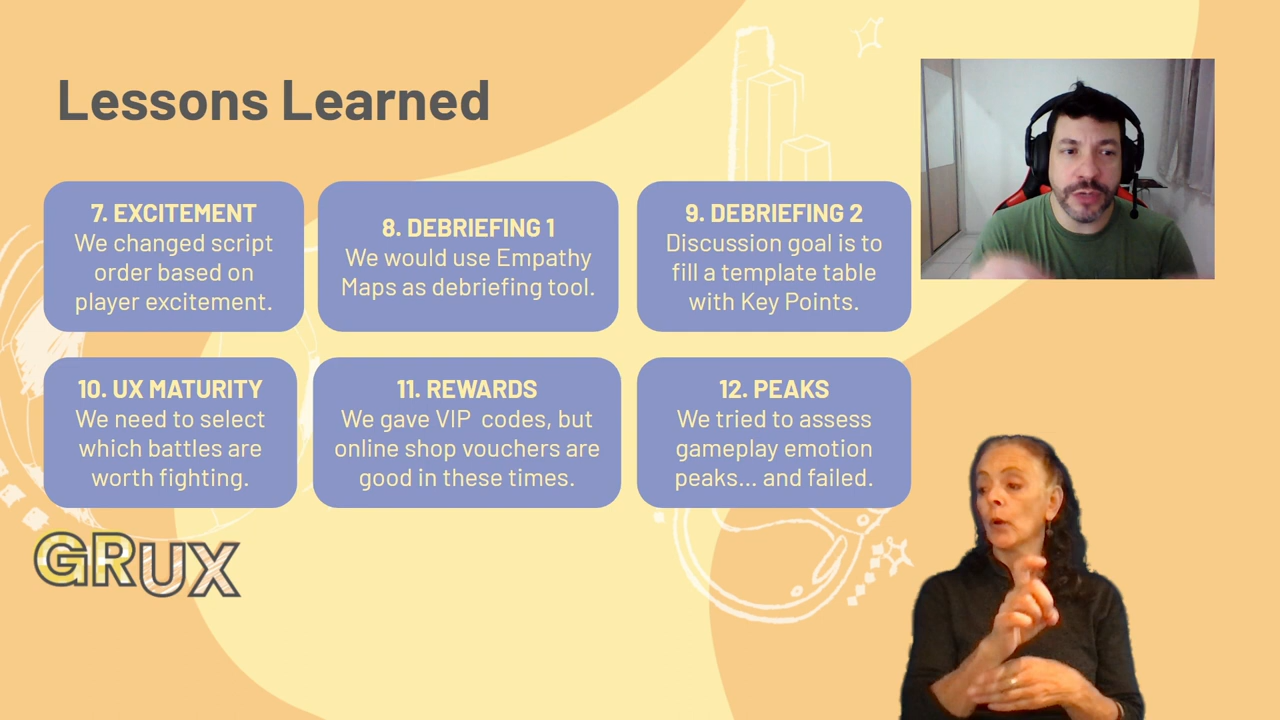 Lessons Learned
7. EXCITEMENT
We changed script
order based on
player excitement.
8. DEBRIEFING 1
We would use Empathy
Maps as debriefing tool.
9. DEBRIEFING 2
Discussion goal is to
fill a template table
with Key Points.
10. UX MATURITY
We need to select
which battles are
worth fighting.
11. REWARDS
We gave VIP  codes, but
online shop vouchers are
good in these times.
12. PEAKS
We tried to assess
gameplay emotion
peaks... and failed.
GRUX